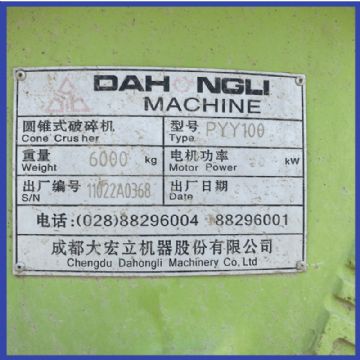 DAHONGLI
MACHINE
圆锥式破碎机 型号 PYY100
Cone Crusher Type
重量 6000 kg 电机功率 kW
Weight Motor Power
出厂编号 11022A0368 出厂日期
S/N Date
电话:(028)88296004 88296001
成都大宏立机器股份有限公司
Chengdu Dahongli Machinery Co,Ltd